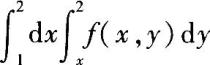 ∫_1^2 dx ∫_x^2 f(x,y) dy